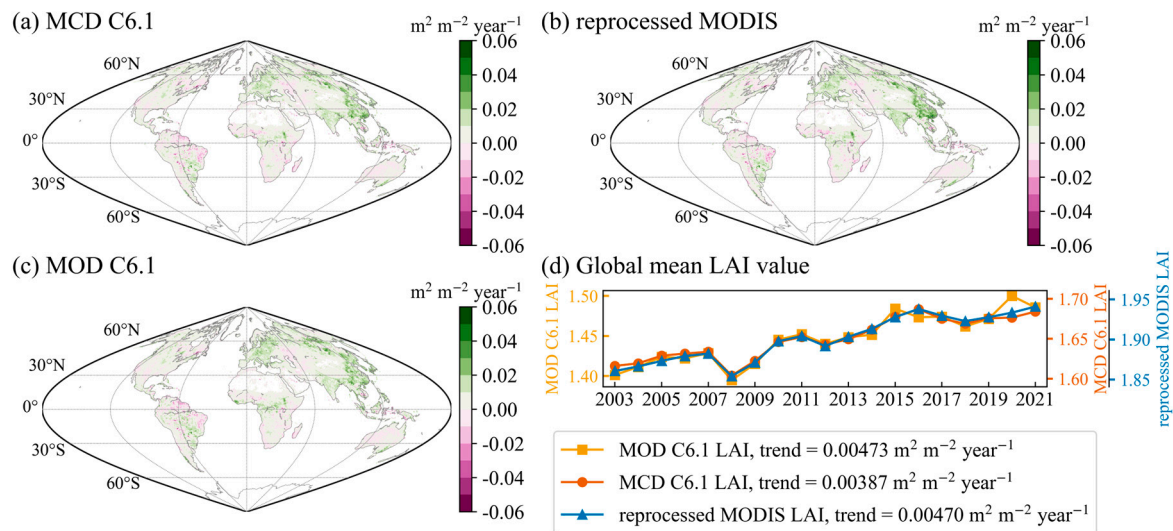 (a) MCD C6.1
m² m⁻² year⁻¹
60°N
30°N
0°
30°S
60°S
0.06
0.04
0.02
0.00
-0.02
-0.04
-0.06
(b) reprocessed MODIS
m² m⁻² year⁻¹
60°N
30°N
0°
30°S
60°S
0.06
0.04
0.02
0.00
-0.02
-0.04
-0.06
(c) MOD C6.1
m² m⁻² year⁻¹
60°N
30°N
0°
30°S
60°S
0.06
0.04
0.02
0.00
-0.02
-0.04
-0.06
(d) Global mean LAI value
MOD C6.1 LAI
1.50
1.45
1.40
2003 2005 2007 2009 2011 2013 2015 2017 2019 2021
1.70
1.65
1.60
MCD C6.1 LAI
1.95
1.90
1.85
reprocessed MODIS LAI
MOD C6.1 LAI, trend = 0.00473 m² m⁻² year⁻¹
MCD C6.1 LAI, trend = 0.00387 m² m⁻² year⁻¹
reprocessed MODIS LAI, trend = 0.00470 m² m⁻² year⁻¹